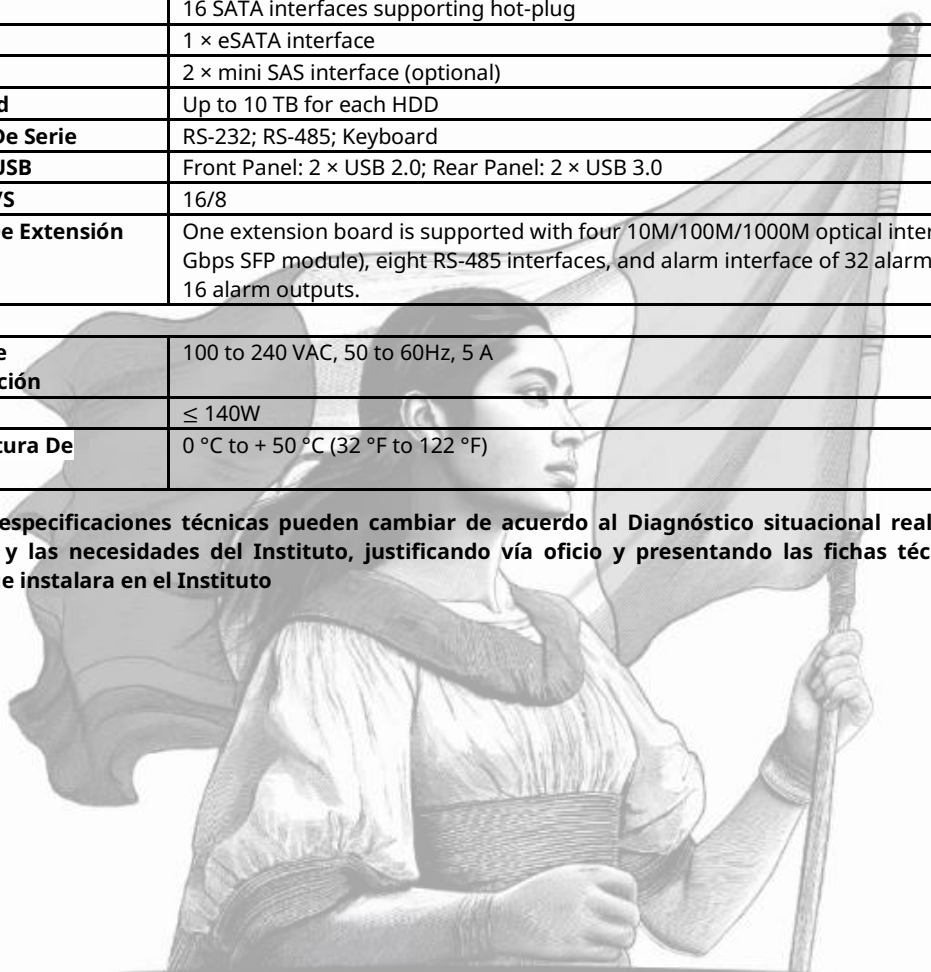 16 SATA interfaces supporting hot-plug
1 × eSATA interface
2 × mini SAS interface (optional)
d Up to 10 TB for each HDD
De Serie RS-232; RS-485; Keyboard
USB Front Panel: 2 × USB 2.0; Rear Panel: 2 × USB 3.0
/S 16/8
e Extensión One extension board is supported with four 10M/100M/1000M optical inter
Gbps SFP module), eight RS-485 interfaces, and alarm interface of 32 alarm
16 alarm outputs.
e 100 to 240 VAC, 50 to 60Hz, 5 A
ción
≤ 140W
tura De 0 °C to + 50 °C (32 °F to 122 °F)
especificaciones técnicas pueden cambiar de acuerdo al Diagnóstico situacional real
y las necesidades del Instituto, justificando vía oficio y presentando las fichas téc
e instalara en el Instituto